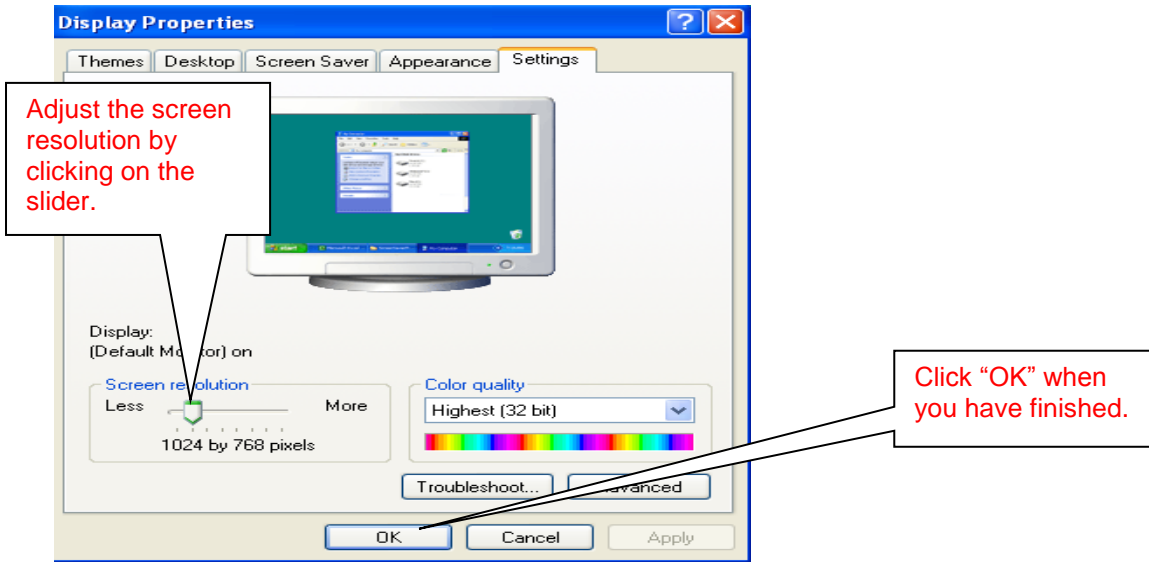 Display Properties
Themes Desktop Screen Saver Appearance Settings
Adjust the screen
resolution by
clicking on the
slider.
Display:
(Default Mo tor) on
Screen re olution
Less More
1024 by 768 pixels
Color quality
Highest (32 bit)
Click “OK” when
you have finished.
Troubleshoot... vanced
OK Cancel Apply